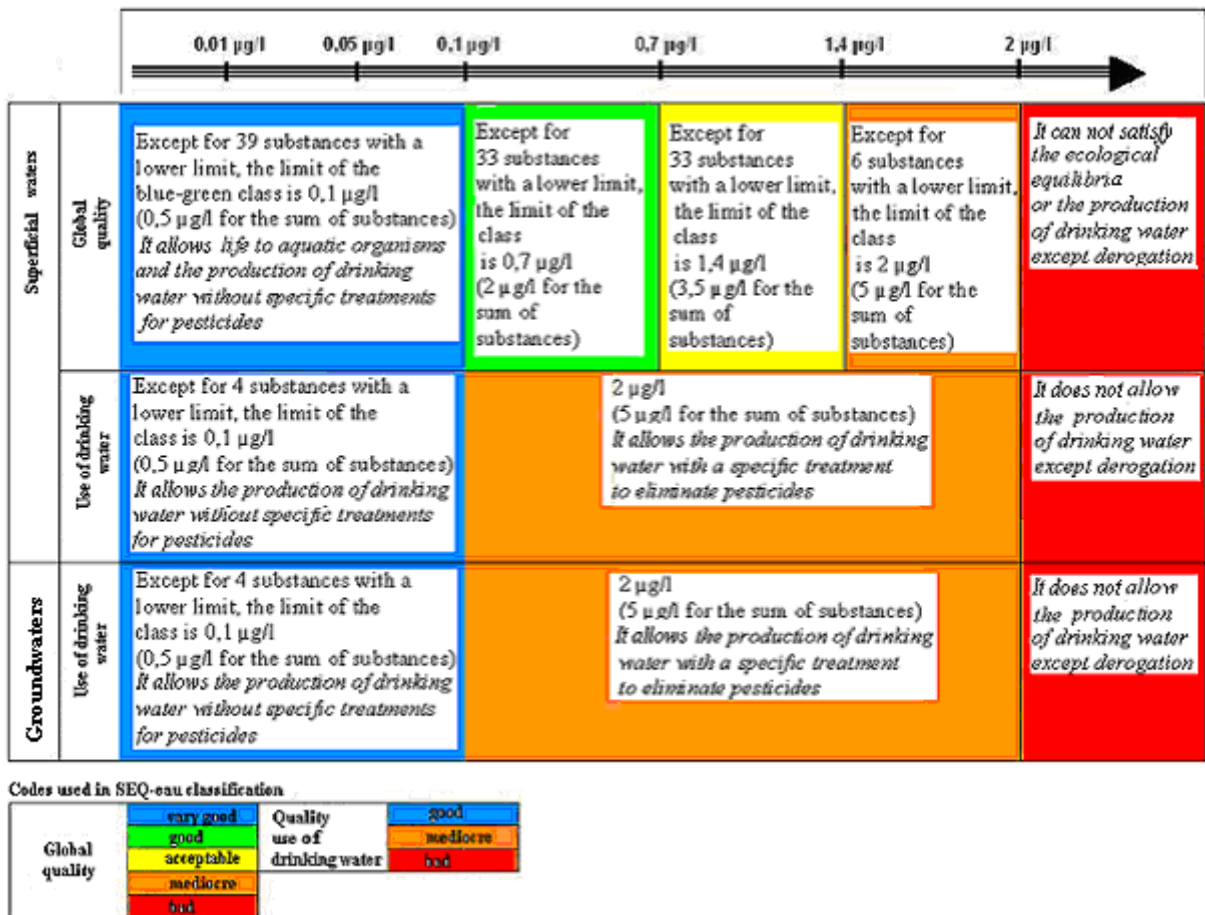 0.01 µg/l 0,05 µg/l 0,1 µg/l 0,7 µg/l 1,4 µg/l 2 µg/l
Superficial waters
Global
quality
Except for 39 substances with a
lower limit, the limit of the
blue-green class is 0,1 µg/l
(0,5 µg/l for the sum of substances)
It allows life to aquatic organisms
and the production of drinking
water without specific treatments
for pesticides
Except for
33 substances
with a lower limit,
the limit of the
class
is 0,7 µg/l
(2 µg/l for the
sum of
substances)
Except for
33 substances
with a lower limit,
the limit of the
class
is 1,4 µg/l
(3,5 µg/l for the
sum of
substances)
Except for
6 substances
with a lower limit,
the limit of the
class
is 2 µg/l
(5 µg/l for the
sum of
substances)
It can not satisfy
the ecological
equilibria
or the production
of drinking water
except derogation
Use of drinking
water
Except for 4 substances with a
lower limit, the limit of the
class is 0,1 µg/l
(0,5 µg/l for the sum of substances)
It allows the production of drinking
water without specific treatments
for pesticides
2 µg/l
(5 µg/l for the sum of substances)
It allows the production of drinking
water with a specific treatment
to eliminate pesticides
It does not allow
the production
of drinking water
except derogation
Groundwaters
Use of drinking
water
Except for 4 substances with a
lower limit, the limit of the
class is 0,1 µg/l
(0,5 µg/l for the sum of substances)
It allows the production of drinking
water without specific treatments
for pesticides
2 µg/l
(5 µg/l for the sum of substances)
It allows the production of drinking
water with a specific treatment
to eliminate pesticides
It does not allow
the production
of drinking water
except derogation
Codes used in SEQ-eau classification
Global
quality
vary good
good
acceptable
mediocre
bad
Quality
use of
drinking water
good
mediocre
bad